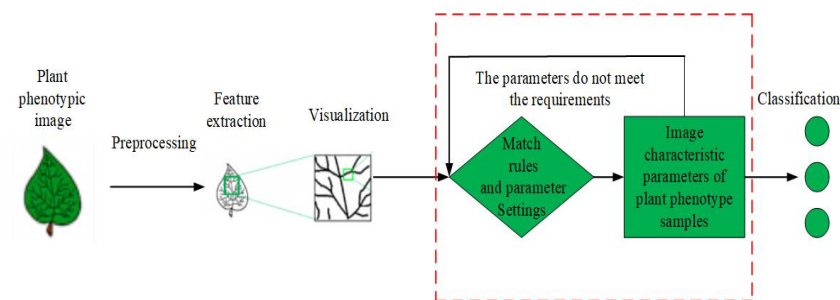 Plant
phenotypic
image
Preprocessing
Feature
extraction
Visualization
The parameters do not meet
the requirements
Match
rules
and parameter
Settings
Image
characteristic
parameters of
plant phenotype
samples
Classification